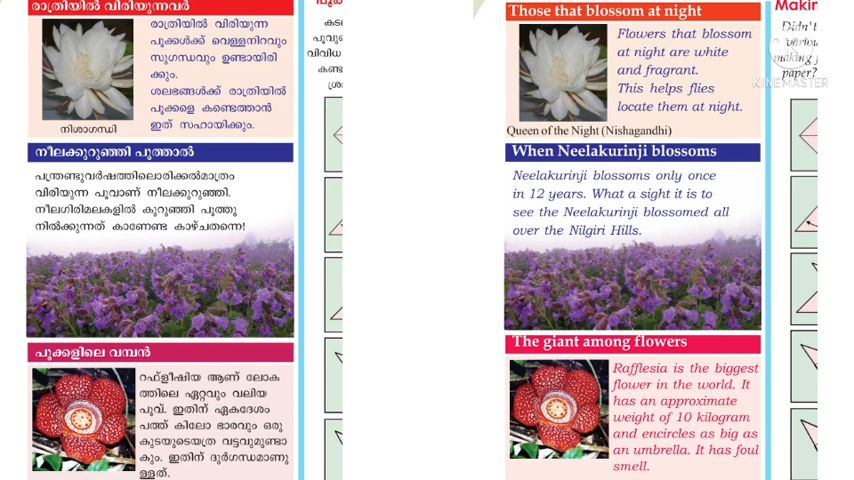 രാത്രിയിൽ വിരിയുന്നവർ
രാത്രിയിൽ വിരിയുന്ന
പൂക്കൾക്ക് വെള്ളനിറവും
സുഗന്ധവും ഉണ്ടായിരി
ക്കും.
ശലഭങ്ങൾക്ക് രാത്രിയിൽ
പൂക്കളെ കണ്ടെത്താൻ
ഇത് സഹായിക്കും.
നിശാഗന്ധി
നീലക്കുറുഞ്ഞി പൂത്താൽ
പന്ത്രണ്ടുവർഷത്തിലൊരിക്കൽമാത്രം
വിരിയുന്ന പൂവാണ് നീലക്കുറുഞ്ഞി.
നീലഗിരിമലകളിൽ കുറുഞ്ഞി പൂത്തു
നിൽക്കുന്നത് കാണേണ്ട കാഴ്ചതന്നെ!
പൂക്കളിലെ വമ്പൻ
റഫ്ളീഷിയ ആണ് ലോക
ത്തിലെ ഏറ്റവും വലിയ
പൂവ്. ഇതിന് ഏകദേശം
പത്ത് കിലോ ഭാരവും ഒരു
കുടയുടെയത്ര വട്ടവുമുണ്ടാ
കും. ഇതിന് ദുർഗന്ധമാണു
ള്ളത്.
Those that blossom at night
Flowers that blossom
at night are white
and fragrant.
This helps flies
locate them at night.
Queen of the Night (Nishagandhi)
When Neelakurinji blossoms
Neelakurinji blossoms only once
in 12 years. What a sight it is to
see the Neelakurinji blossomed all
over the Nilgiri Hills.
The giant among flowers
Rafflesia is the biggest
flower in the world. It
has an approximate
weight of 10 kilogram
and encircles as big as
an umbrella. It has foul
smell.
Makin
Didn't
making
paper?
KINEMASTER